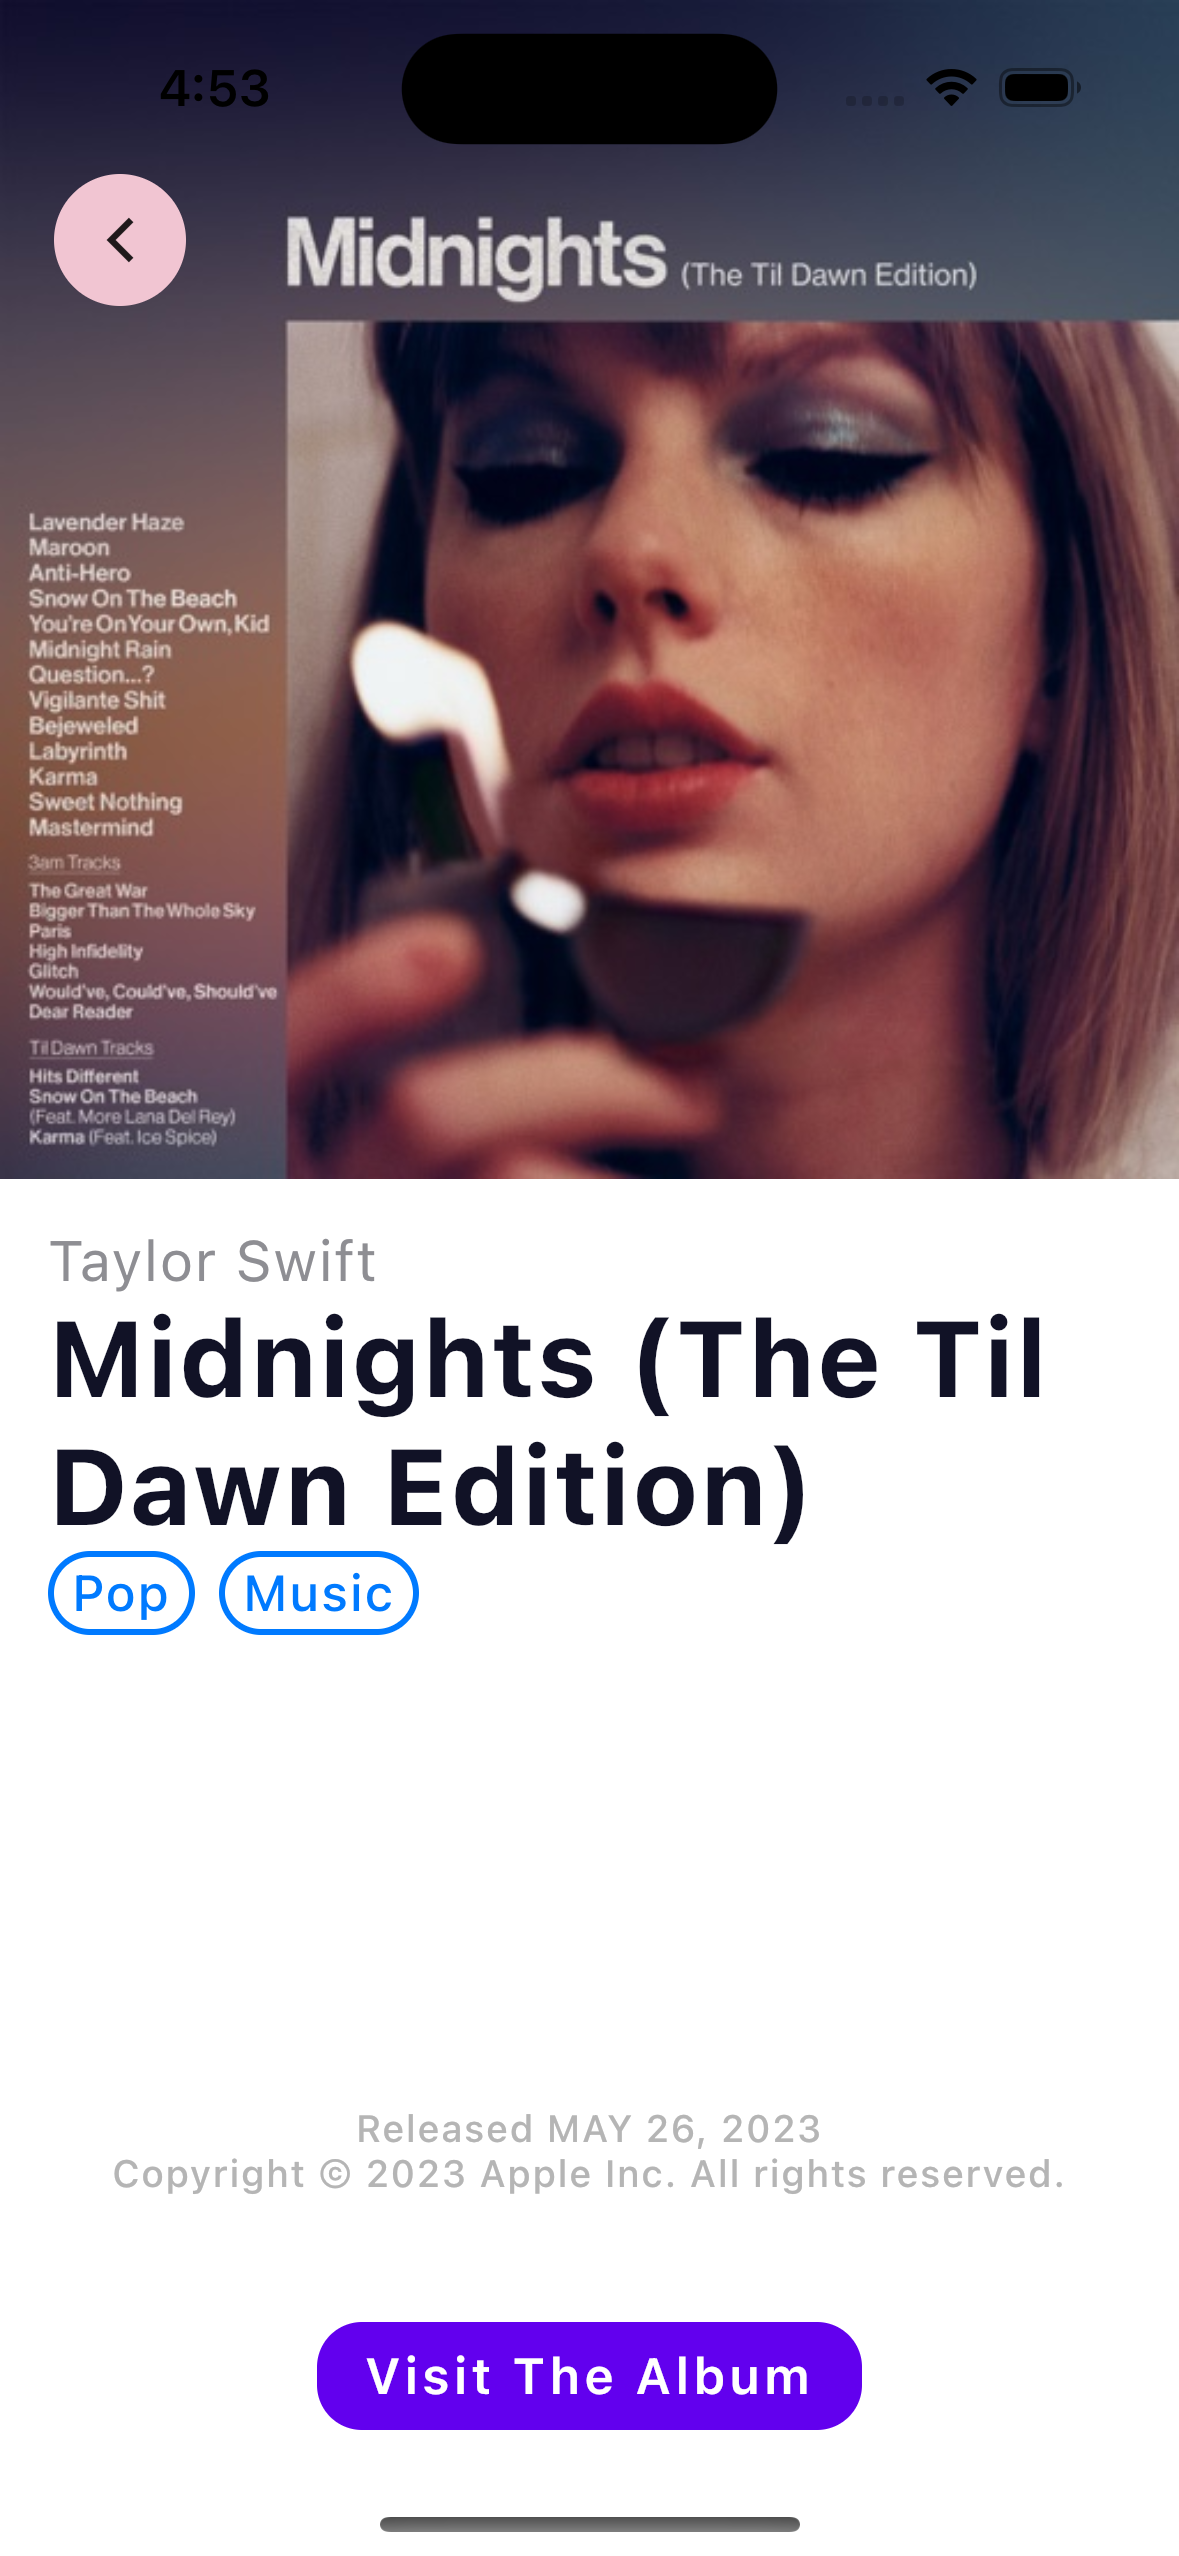 4:53
Midnights (The Til Dawn Edition)
Lavender Haze
Maroon
Anti-Hero
Snow On The Beach
You're On Your Own, Kid
Midnight Rain
Question...?
Vigilante Shit
Bejeweled
Labyrinth
Karma
Sweet Nothing
Mastermind
3am Tracks
The Great War
Bigger Than The Whole Sky
Paris
High Infidelity
Glitch
Would've, Could've, Should've
Dear Reader
Til Dawn Tracks
Hits Different
Snow On The Beach
(Feat. More Lana Del Rey)
Karma (Feat. Ice Spice)
Taylor Swift
Midnights (The Til
Dawn Edition)
Pop Music
Released MAY 26, 2023
Copyright © 2023 Apple Inc. All rights reserved.
Visit The Album